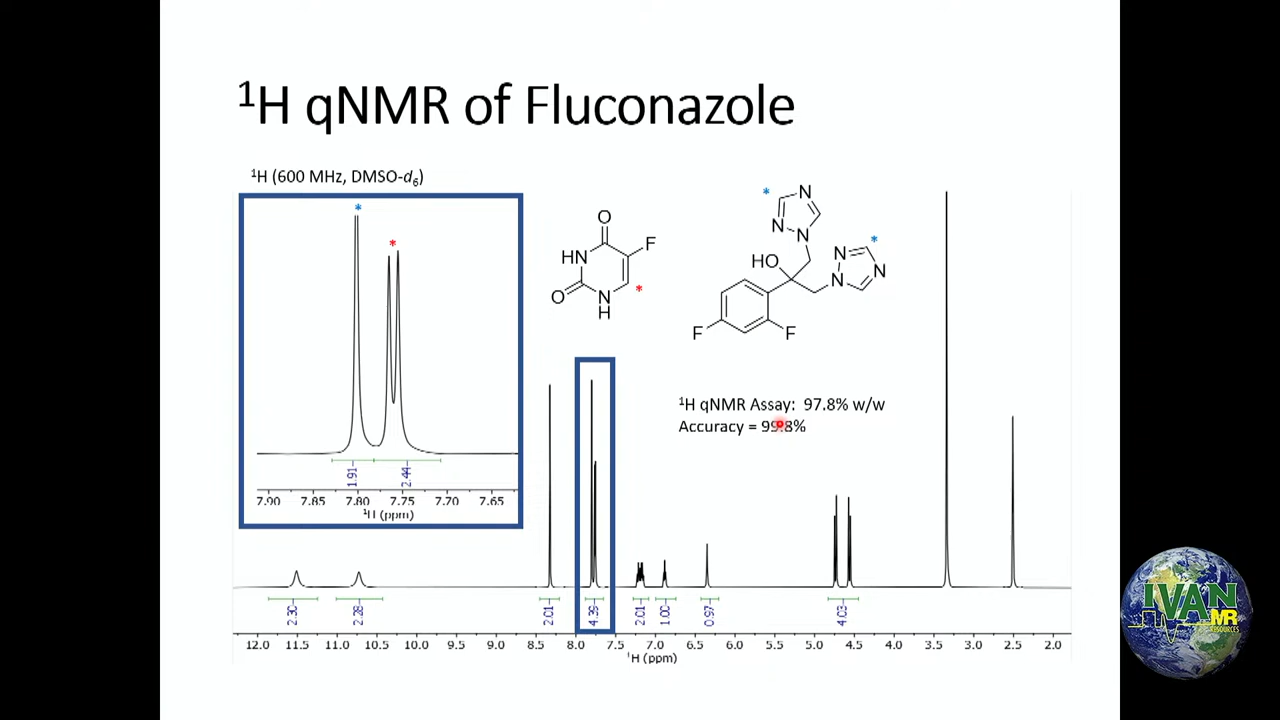 ¹H qNMR of Fluconazole
¹H (600 MHz, DMSO-d₆)
*
*
1.91
2.44
7.90 7.85 7.80 7.75 7.70 7.65
¹H (ppm)
O
F
HN
O
N
H
*
*
N
N
N
*
HO
N
N
N
F
F
¹H qNMR Assay: 97.8% w/w
Accuracy = 99.8%
2.30 2.28 2.01 4.39 2.01 1.00 0.97 4.03
12.0 11.5 11.0 10.5 10.0 9.5 9.0 8.5 8.0 7.5 7.0 6.5 6.0 5.5 5.0 4.5 4.0 3.5 3.0 2.5 2.0
¹H (ppm)
IVAN
NMR
RESOURCES